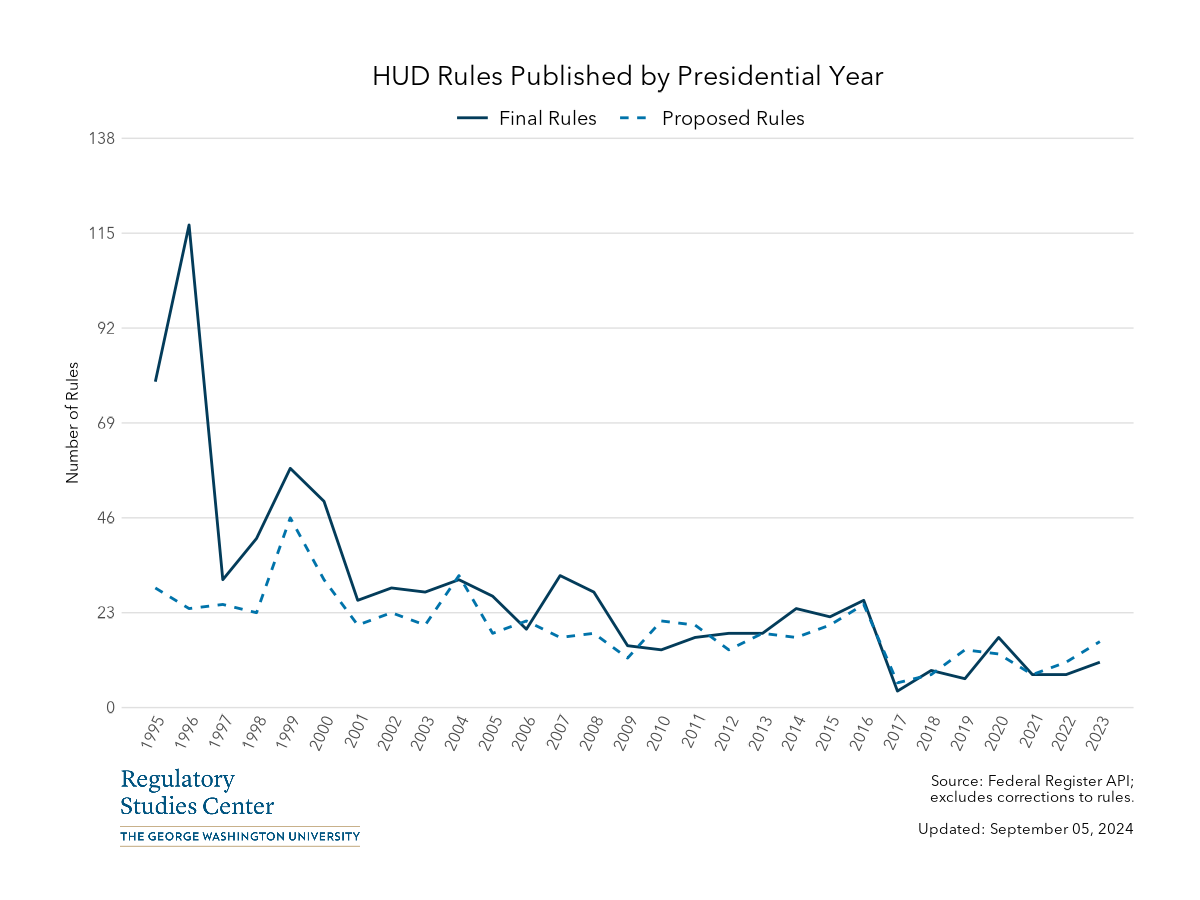 HUD Rules Published by Presidential Year
Final Rules Proposed Rules
138
115
92
69
46
23
0
Number of Rules
1995 1996 1997 1998 1999 2000 2001 2002 2003 2004 2005 2006 2007 2008 2009 2010 2011 2012 2013 2014 2015 2016 2017 2018 2019 2020 2021 2022 2023
Regulatory
Studies Center
THE GEORGE WASHINGTON UNIVERSITY
Source: Federal Register API;
excludes corrections to rules.
Updated: September 05, 2024